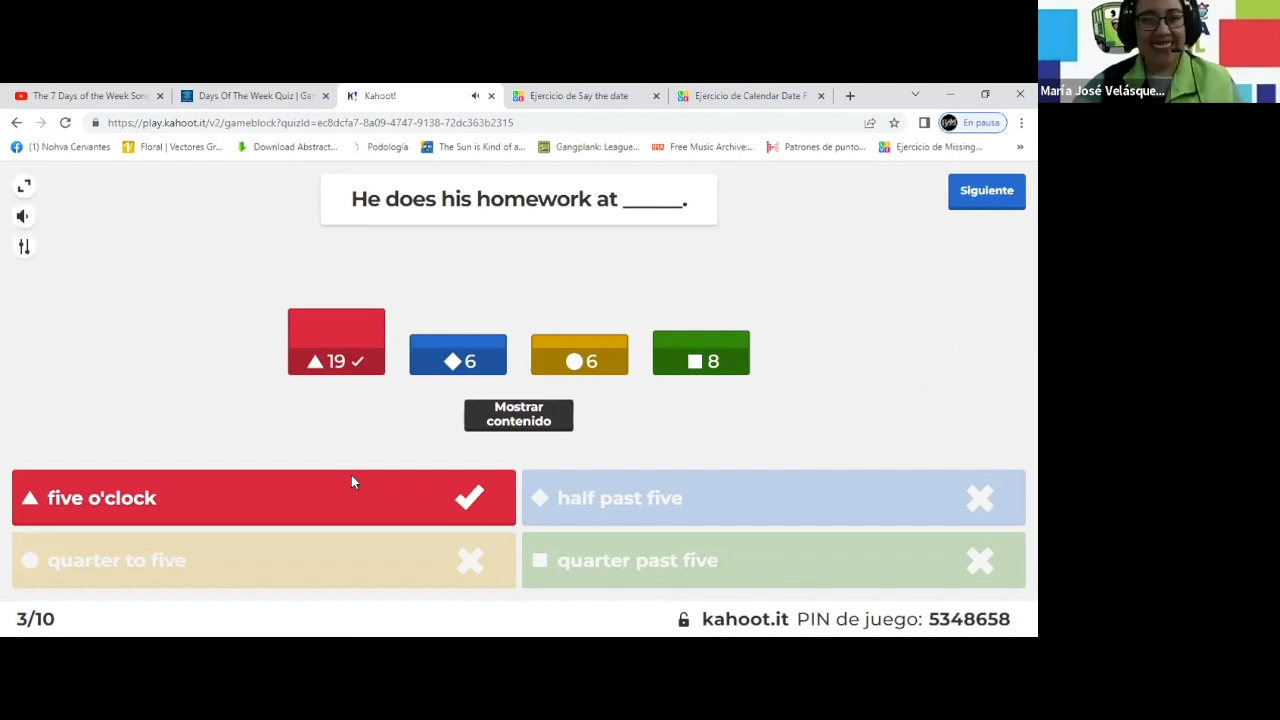 María José Velásque...
The 7 Days of the Week Song
Days Of The Week Quiz | Gar
Kahoot!
Ejercicio de Say the date
Ejercicio de Calendar Date F
https://play.kahoot.it/v2/gameblock?quizId=ec8dcfa7-8a09-4747-9138-72dc363b2315
En pausa
(1) Nohva Cervantes
Floral | Vectores Gr...
Download Abstract...
Podología
The Sun is Kind of a...
Gangplank: League...
Free Music Archive:...
Patrones de punto...
Ejercicio de Missing...
»
He does his homework at ______.
Siguiente
19
6
6
8
Mostrar
contenido
five o'clock
half past five
quarter to five
quarter past five
3/10
kahoot.it PIN de juego: 5348658